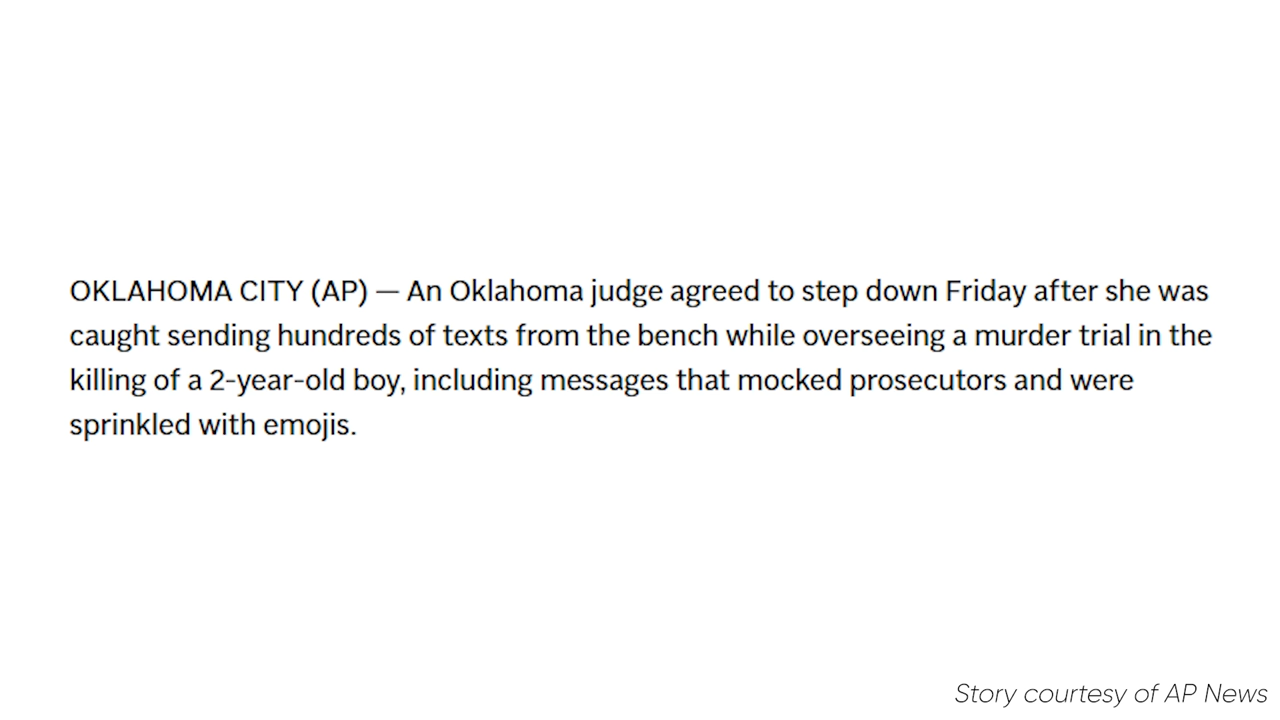 OKLAHOMA CITY (AP) — An Oklahoma judge agreed to step down Friday after she was
caught sending hundreds of texts from the bench while overseeing a murder trial in the
killing of a 2-year-old boy, including messages that mocked prosecutors and were
sprinkled with emojis.
Story courtesy of AP News